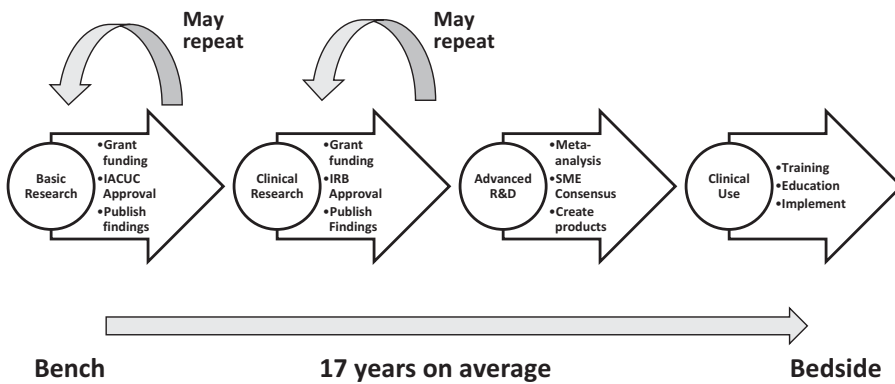 May
repeat
May
repeat
Basic
Research
•Grant
funding
•IACUC
Approval
•Publish
findings
Clinical
Research
•Grant
funding
•IRB
Approval
•Publish
Findings
Advanced
R&D
•Meta-
analysis
•SME
Consensus
•Create
products
Clinical
Use
•Training
•Education
•Implement
Bench
17 years on average
Bedside